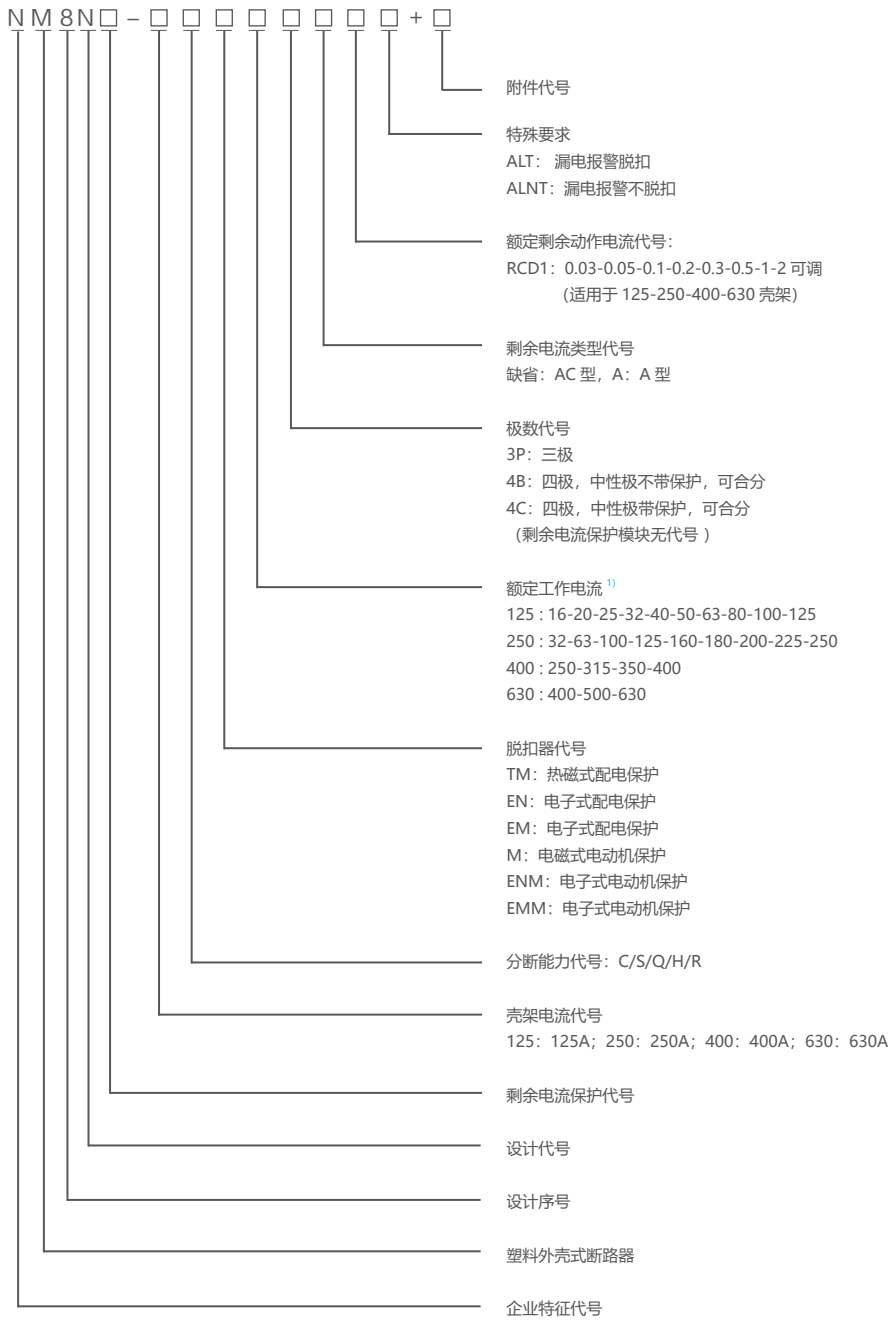 NM8N□-□□□□□□□□+□
附件代号
特殊要求
ALT： 漏电报警脱扣
ALNT：漏电报警不脱扣
额定剩余动作电流代号：
RCD1：0.03-0.05-0.1-0.2-0.3-0.5-1-2 可调
（适用于 125-250-400-630 壳架）
剩余电流类型代号
缺省：AC 型，A：A 型
极数代号
3P：三极
4B：四极，中性极不带保护，可合分
4C：四极，中性极带保护，可合分
（剩余电流保护模块无代号 ）
额定工作电流 1)
125 : 16-20-25-32-40-50-63-80-100-125
250 : 32-63-100-125-160-180-200-225-250
400 : 250-315-350-400
630 : 400-500-630
脱扣器代号
TM：热磁式配电保护
EN：电子式配电保护
EM：电子式配电保护
M：电磁式电动机保护
ENM：电子式电动机保护
EMM：电子式电动机保护
分断能力代号：C/S/Q/H/R
壳架电流代号
125：125A；250：250A；400：400A；630：630A
剩余电流保护代号
设计代号
设计序号
塑料外壳式断路器
企业特征代号